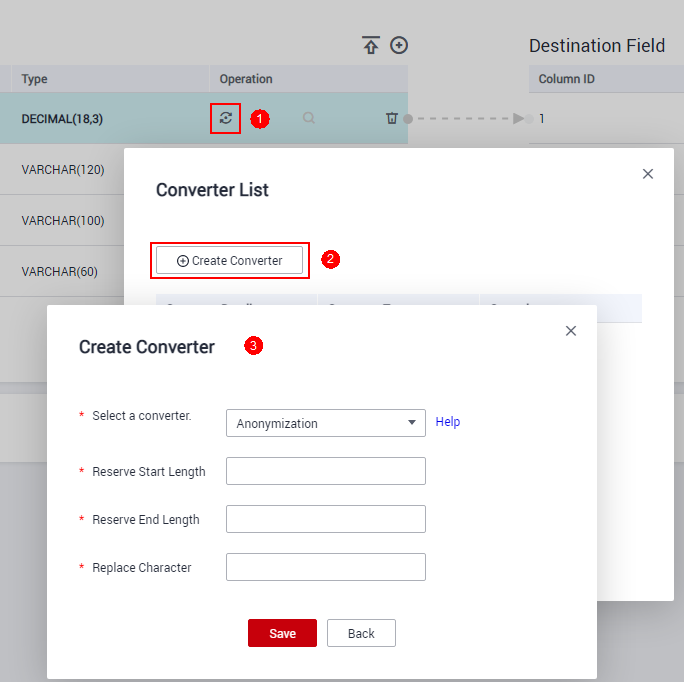 Destination Field
Type Operation Column ID
DECIMAL(18,3) 1 1
VARCHAR(120)
VARCHAR(100)
VARCHAR(60)
Converter List
Create Converter 2
Create Converter 3
* Select a converter. Anonymization Help
* Reserve Start Length
* Reserve End Length
* Replace Character
Save Back